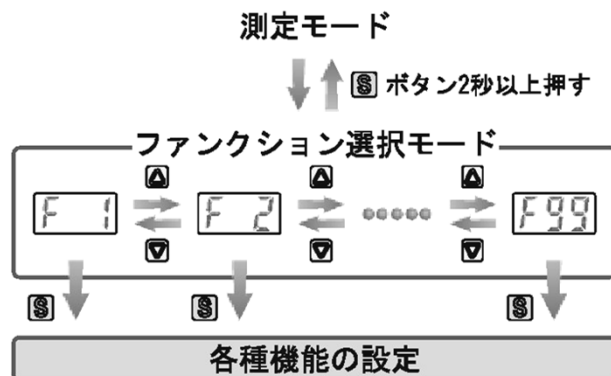 測定モード
S ボタン2秒以上押す
ファンクション選択モード
F 1 F 2 F99
S S S
各種機能の設定